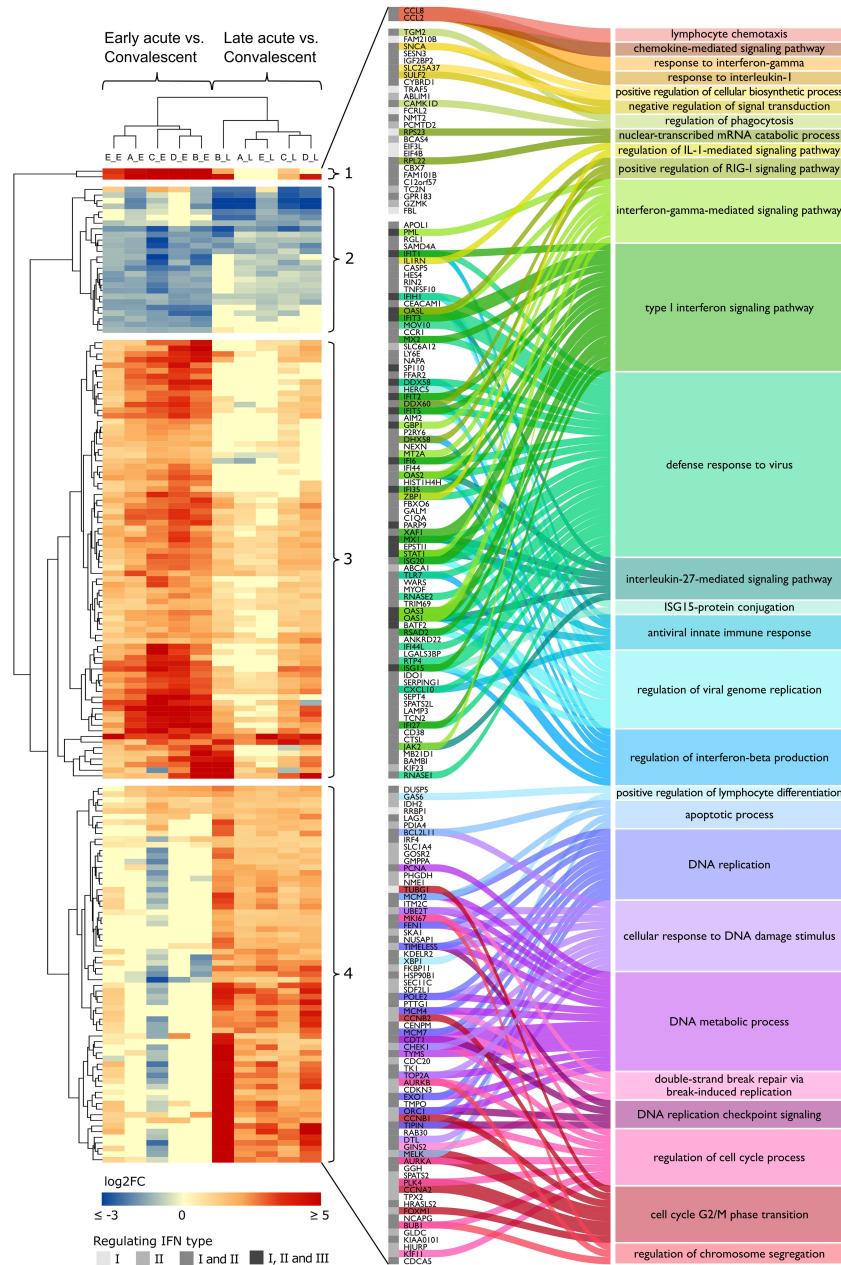 Early acute vs.
Convalescent
Late acute vs.
Convalescent
E_E A_E C_E D_E B_E B_L A_L E_L C_L D_L
1
2
3
4
log2FC
≤ -3 0 ≥ 5
Regulating IFN type
I II I and II I, II and III
CCL8
CCL2
TGM2
FAM210B
SNCA
SESN3
IGF2BP2
SLC25A37
SULF2
CYBRD1
TRAF5
ABLIM1
CAMK1D
FCRL2
NMT2
PCMTD2
RPS23
BCAS4
EIF3L
EIF4B
RPL22
CBX7
FAM101B
C12orf57
TC2N
GPR183
GZMK
FBL
APOL1
PML
RGL1
SAMD4A
IFIT1
IL1RN
CASP5
HES4
RIN2
TNFSF10
IFIH1
CEACAM1
OASL
IFIT3
MOV10
CCR1
MX2
SLC6A12
LY6E
NAPA
SP110
FFAR2
DDX58
HERC5
IFIT2
DDX60
IFIT5
AIM2
GBP1
P2RY6
DHX58
NEXN
MT2A
IFI6
IFI44
OAS2
HIST1H4H
IFI35
ZBP1
FBXO6
GALM
C1QA
PARP9
XAF1
MX1
EPSTI1
STAT1
ISG20
ABCA1
TLR7
WARS
MYOF
RNASE2
TRIM69
OAS3
OAS1
BATF2
RSAD2
ANKRD22
IFI44L
LGALS3BP
RTP4
ISG15
IDO1
SERPING1
CXCL10
SEPT4
SPATS2L
LAMP3
TCN2
IFI27
CD38
CTSL
JAK2
MB21D1
BAMBI
KIF23
RNASE1
DUSP5
GAS6
IDH2
RRBP1
LAG3
PDIA4
BCL2L11
IRF4
SLC1A4
GOSR2
GMPPA
PCNA
PHGDH
NME1
TUBG1
MCM2
ITM2C
UBE2T
MKI67
FEN1
SKA1
NUSAP1
TIMELESS
KDELR2
XBP1
FKBP11
HSP90B1
SEC11C
SDF2L1
POLE2
PTTG1
MCM4
CCNB2
CENPM
MCM7
CDT1
CHEK1
TYMS
CDC20
TK1
TOP2A
AURKB
CDKN3
EXO1
TMPO
ORC1
CCNB1
TIPIN
RAB30
DTL
GINS2
MELK
AURKA
GGH
SPATS2
PLK4
CCNA2
TPX2
HRASLS2
FOXM1
NCAPG
BUB1
GLDC
KIAA0101
HJURP
KIF11
CDCA5
lymphocyte chemotaxis
chemokine-mediated signaling pathway
response to interferon-gamma
response to interleukin-1
positive regulation of cellular biosynthetic process
negative regulation of signal transduction
regulation of phagocytosis
nuclear-transcribed mRNA catabolic process
regulation of IL-1-mediated signaling pathway
positive regulation of RIG-I signaling pathway
interferon-gamma-mediated signaling pathway
type I interferon signaling pathway
defense response to virus
interleukin-27-mediated signaling pathway
ISG15-protein conjugation
antiviral innate immune response
regulation of viral genome replication
regulation of interferon-beta production
positive regulation of lymphocyte differentiation
apoptotic process
DNA replication
cellular response to DNA damage stimulus
DNA metabolic process
double-strand break repair via
break-induced replication
DNA replication checkpoint signaling
regulation of cell cycle process
cell cycle G2/M phase transition
regulation of chromosome segregation